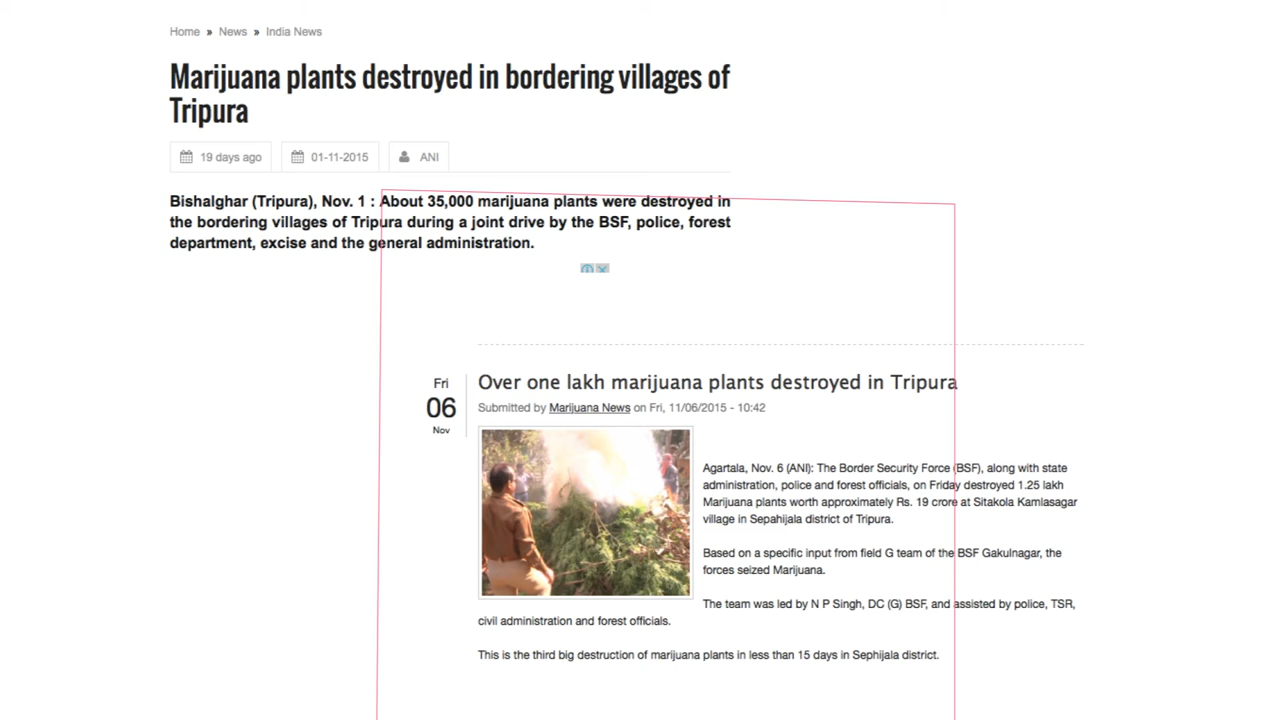 Home » News » India News
Marijuana plants destroyed in bordering villages of
Tripura
19 days ago
01-11-2015
ANI
Bishalghar (Tripura), Nov. 1 : About 35,000 marijuana plants were destroyed in
the bordering villages of Tripura during a joint drive by the BSF, police, forest
department, excise and the general administration.
Fri
06
Nov
Over one lakh marijuana plants destroyed in Tripura
Submitted by Marijuana News on Fri, 11/06/2015 - 10:42
Agartala, Nov. 6 (ANI): The Border Security Force (BSF), along with state
administration, police and forest officials, on Friday destroyed 1.25 lakh
Marijuana plants worth approximately Rs. 19 crore at Sitakola Kamlasagar
village in Sepahijala district of Tripura.
Based on a specific input from field G team of the BSF Gakulnagar, the
forces seized Marijuana.
The team was led by N P Singh, DC (G) BSF, and assisted by police, TSR,
civil administration and forest officials.
This is the third big destruction of marijuana plants in less than 15 days in Sephijala district.